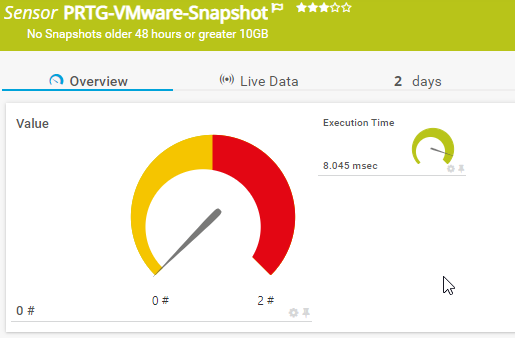 Sensor PRTG-VMware-Snapshot
No Snapshots older 48 hours or greater 10GB
Overview
Live Data
2 days
Value
0 #
2 #
0 #
Execution Time
8.045 msec